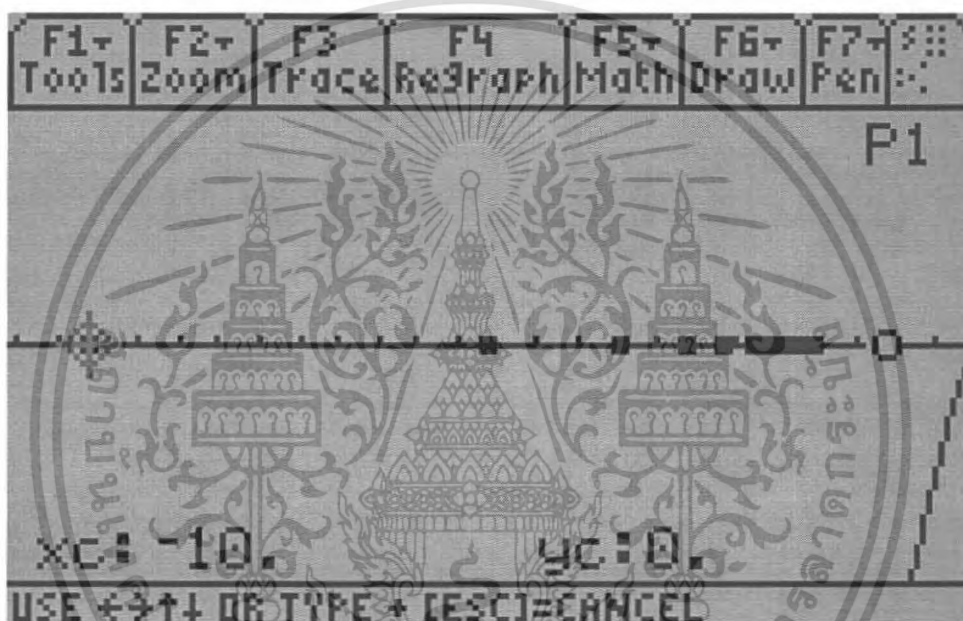 F1 F2 F3 F4 F5 F6 F7
Tools Zoom Trace Regraph Math Draw Pen
P1
xc: -10. yc:0.
USE ←→↑↓ OR TYPE + [ESC]=CANCEL